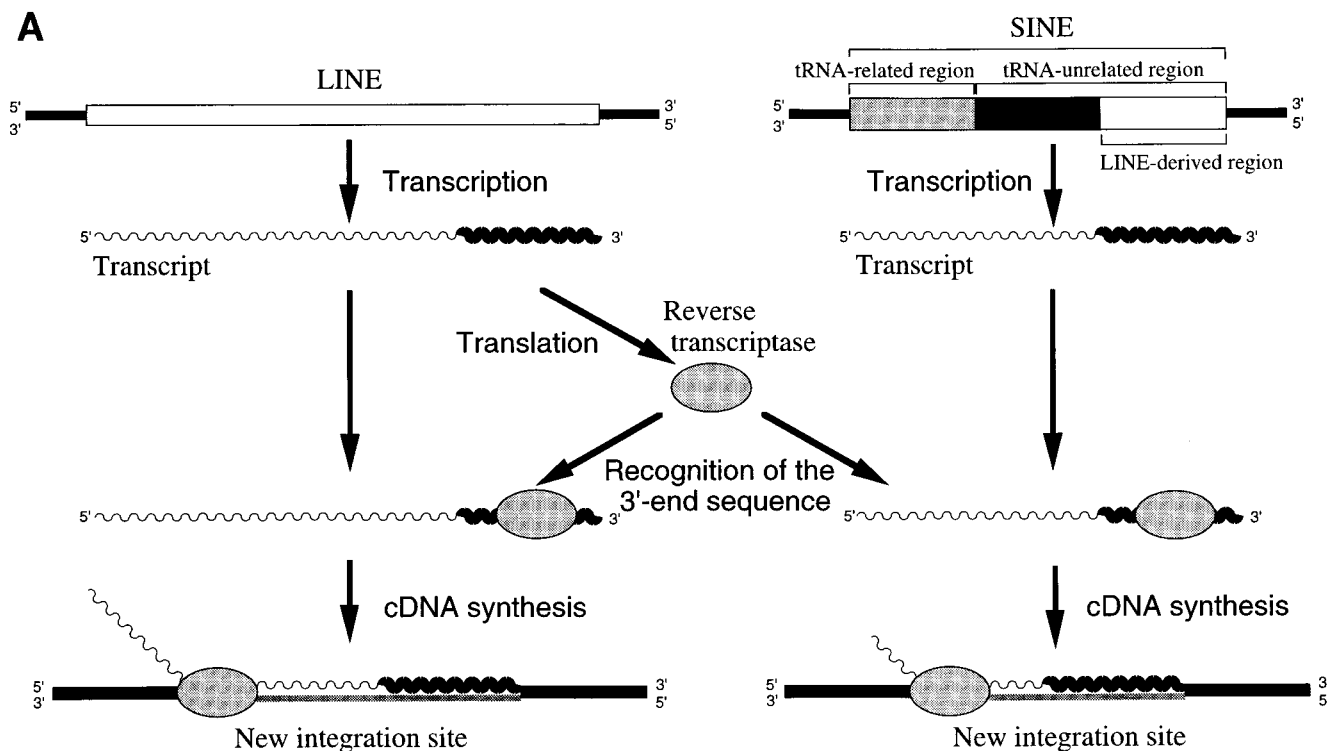 A
SINE
tRNA-related region tRNA-unrelated region
LINE
5' 3' 5' 3'
3' 5' 3' 5'
LINE-derived region
Transcription Transcription
5' 3' 5' 3'
Transcript Transcript
Reverse
transcriptase
Translation
Recognition of the
3'-end sequence
5' 3' 5' 3'
cDNA synthesis cDNA synthesis
5' 3' 5' 3
3' 5' 3' 5
New integration site New integration site